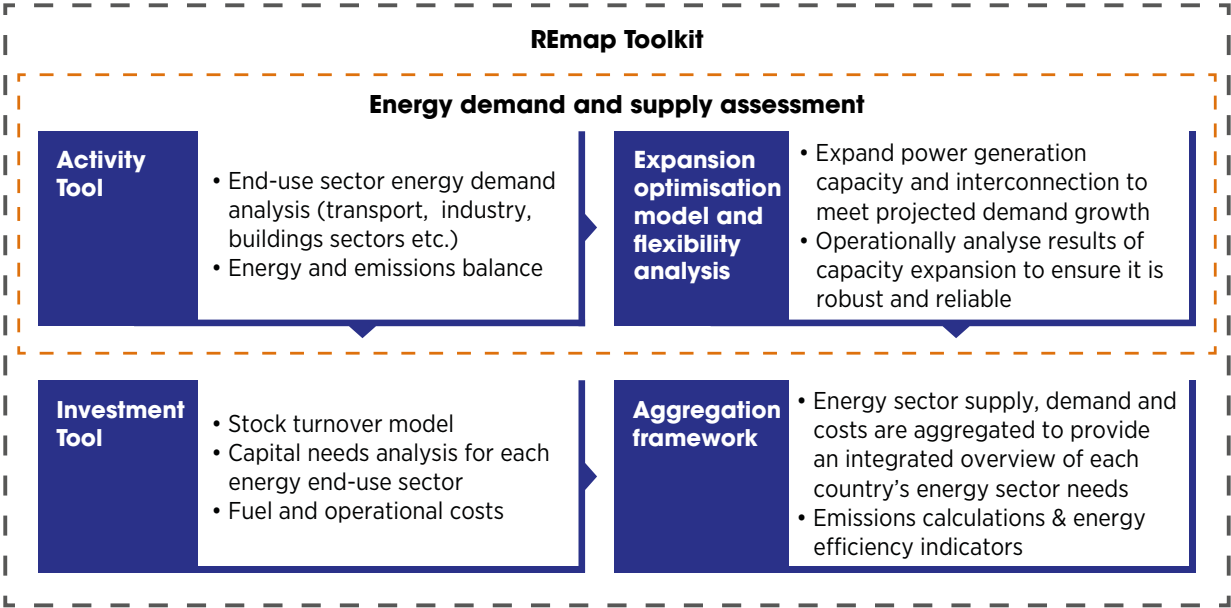 REmap Toolkit
Energy demand and supply assessment
Activity
Tool
• End-use sector energy demand
analysis (transport, industry,
buildings sectors etc.)
• Energy and emissions balance
Expansion
optimisation
model and
flexibility
analysis
• Expand power generation
capacity and interconnection to
meet projected demand growth
• Operationally analyse results of
capacity expansion to ensure it is
robust and reliable
Investment
Tool
• Stock turnover model
• Capital needs analysis for each
energy end-use sector
• Fuel and operational costs
Aggregation
framework
• Energy sector supply, demand and
costs are aggregated to provide
an integrated overview of each
country’s energy sector needs
• Emissions calculations & energy
efficiency indicators